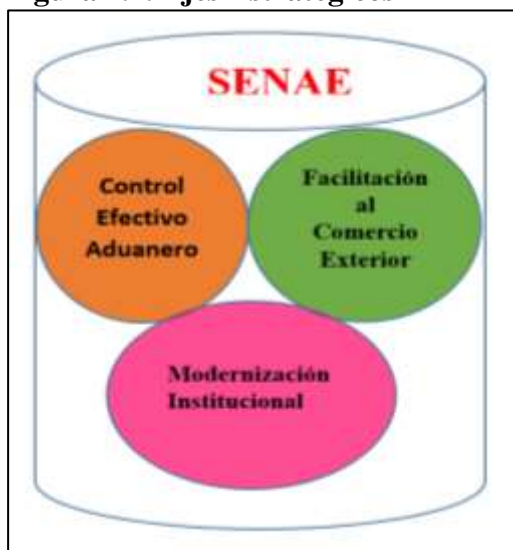 SENAE
Control
Efectivo
Aduanero
Facilitación
al
Comercio
Exterior
Modernización
Institucional